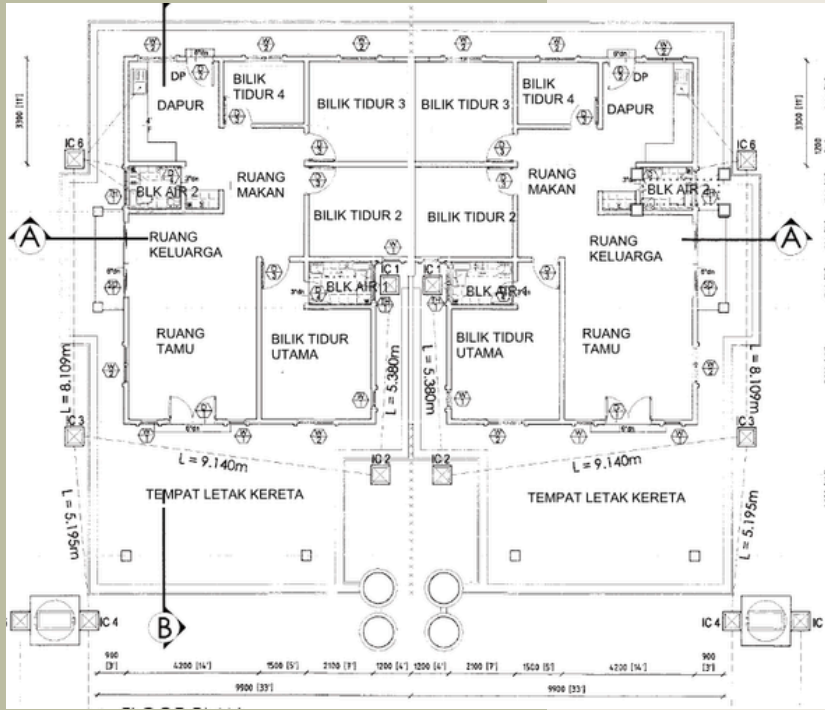 DP
DP
BILIK
TIDUR 4
BILIK
TIDUR 4
DAPUR
BILIK TIDUR 3
BILIK TIDUR 3
DAPUR
3300 [11']
3300 [11']
1200
IC 6
IC 6
RUANG
MAKAN
RUANG
MAKAN
BLK AIR 2
BLK AIR 2
BILIK TIDUR 2
BILIK TIDUR 2
A
A
RUANG
KELUARGA
RUANG
KELUARGA
IC 1
IC 1
BLK AIR 1
BLK AIR 1
RUANG
TAMU
BILIK TIDUR
UTAMA
BILIK TIDUR
UTAMA
RUANG
TAMU
L = 8.109m
L = 5.380m
L = 5.380m
L = 8.109m
IC 3
IC 3
L = 9.140m
IC 2
IC 2
L = 9.140m
L = 5.195m
TEMPAT LETAK KERETA
TEMPAT LETAK KERETA
L = 5.195m
IC 4
IC 4
IC
B
900
[3']
4200 [14']
1500 [5']
2100 [7']
1200 [4']
1200 [4']
2100 [7']
1500 [5']
4200 [14']
900
[3']
9900 [33']
9900 [33']